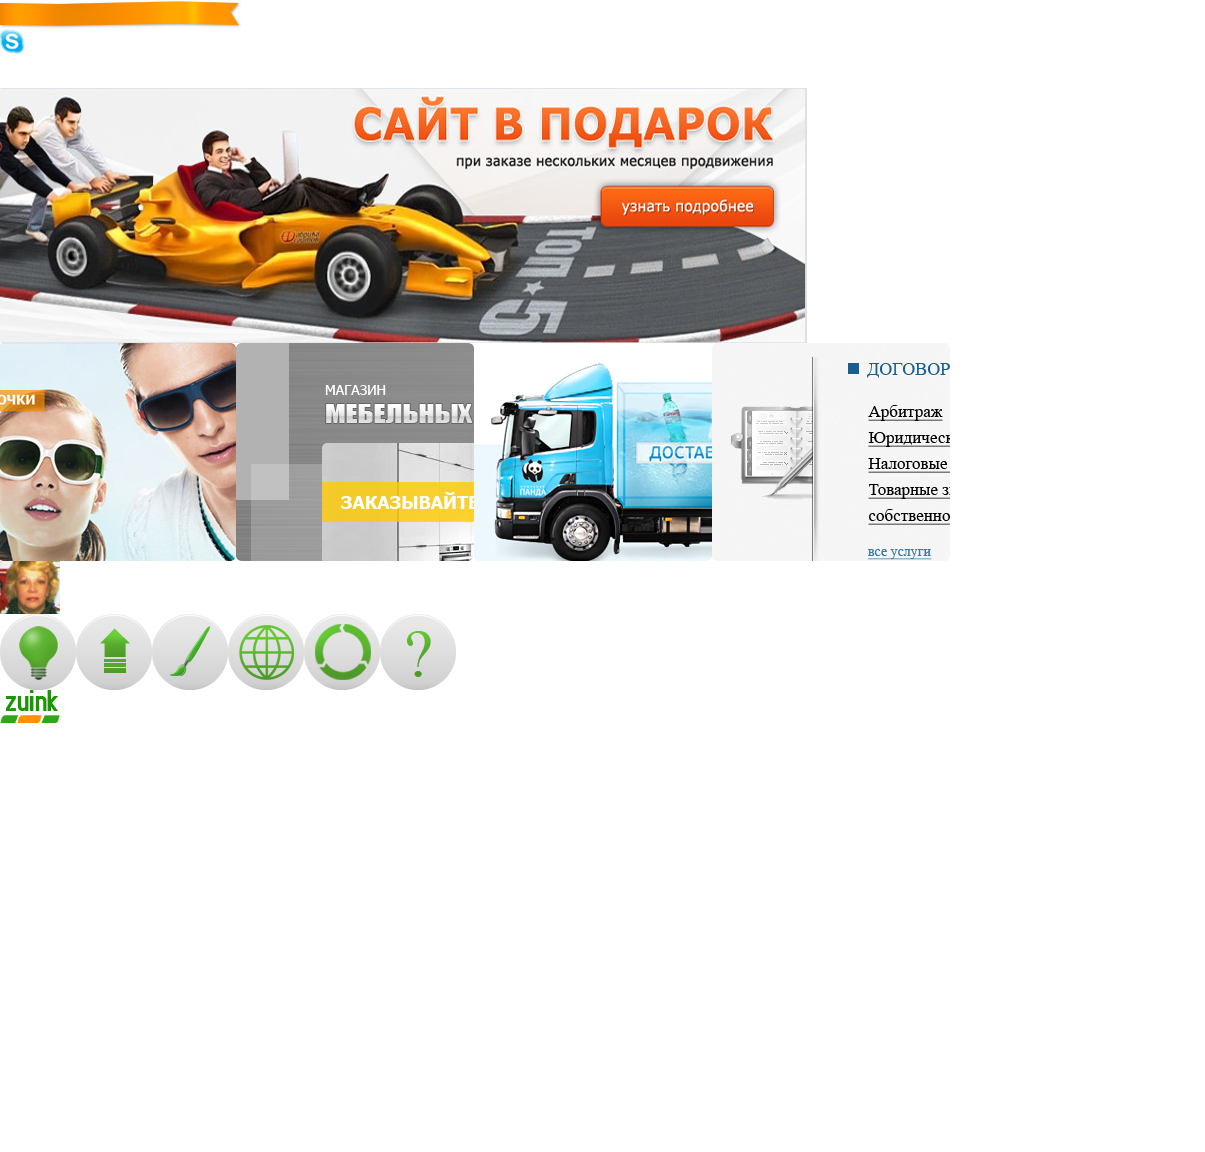 САЙТ В ПОДАРОК
при заказе нескольких месяцев продвижения
узнать подробнее
ТОП
5
ОЧКИ
МАГАЗИН
МЕБЕЛЬНЫХ
ЗАКАЗЫВАЙТЕ
ДОСТАВ
ПАНДА
ДОГОВОР
Арбитраж
Юридическ
Налоговые
Товарные з
собственно
все услуги
zuink